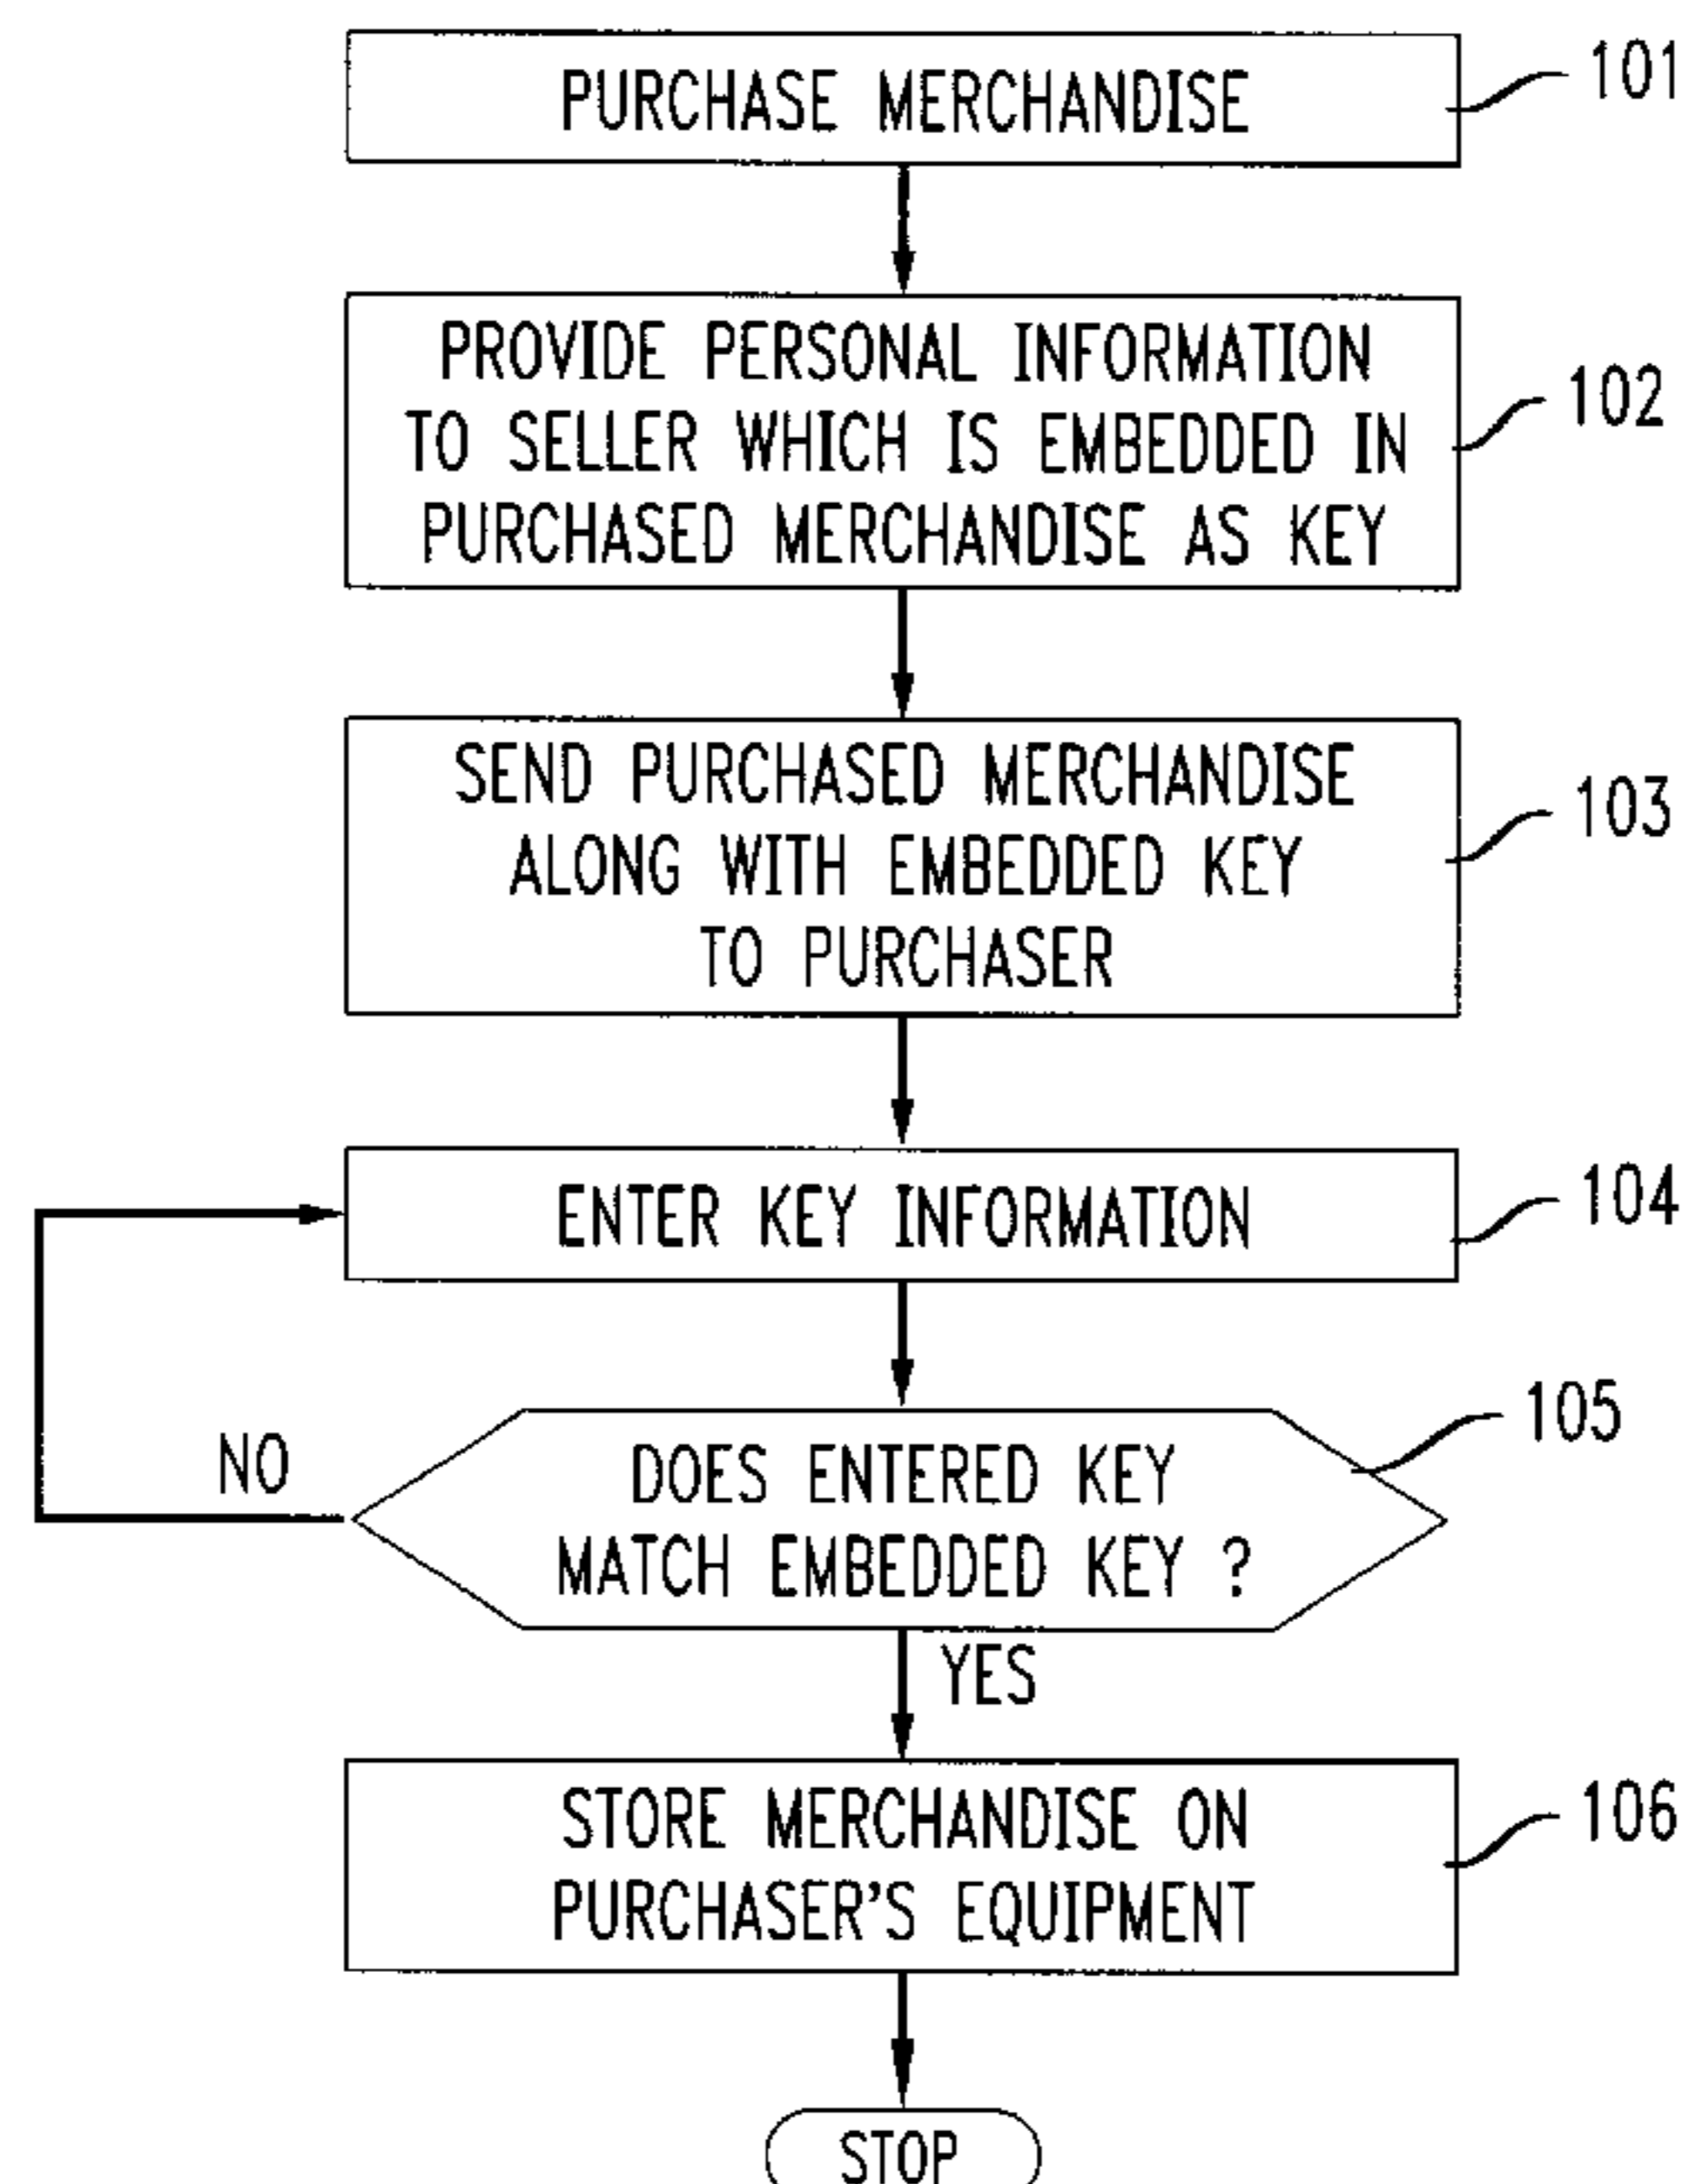 PURCHASE MERCHANDISE
101
PROVIDE PERSONAL INFORMATION
TO SELLER WHICH IS EMBEDDED IN
PURCHASED MERCHANDISE AS KEY
102
SEND PURCHASED MERCHANDISE
ALONG WITH EMBEDDED KEY
TO PURCHASER
103
ENTER KEY INFORMATION
104
DOES ENTERED KEY
MATCH EMBEDDED KEY ?
105
NO
YES
STORE MERCHANDISE ON
PURCHASER'S EQUIPMENT
106
STOP